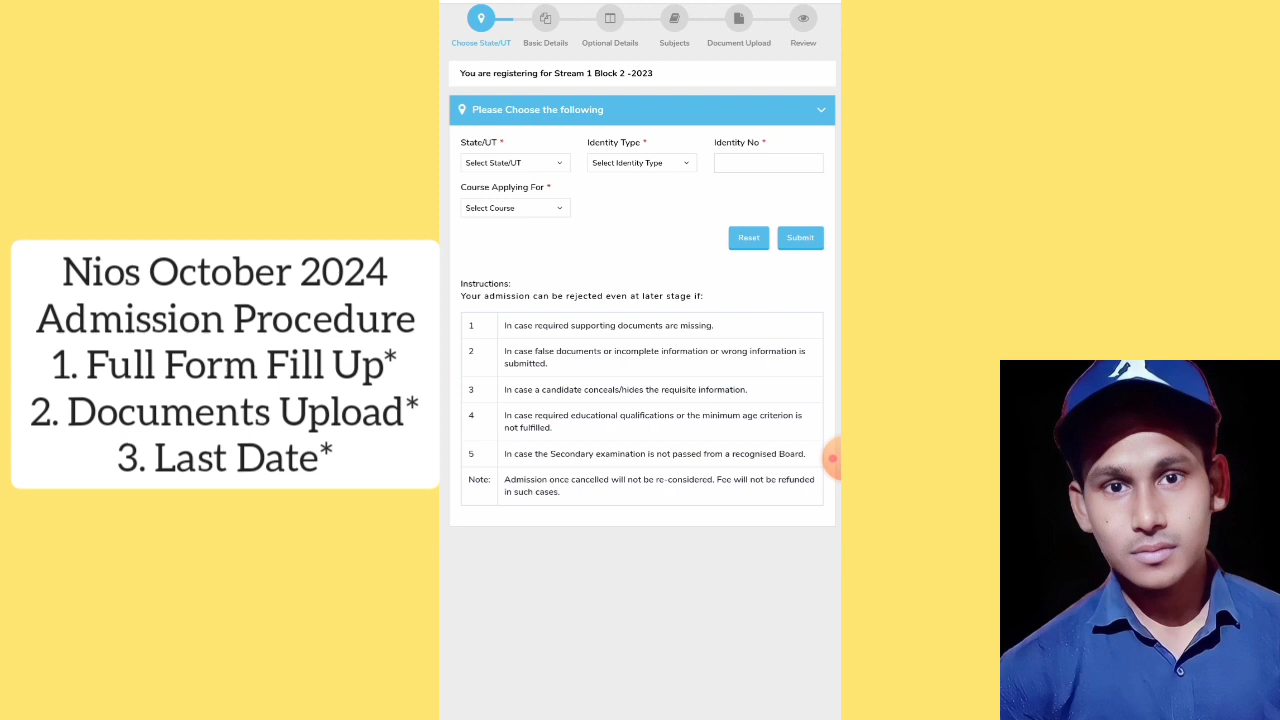 Nios October 2024
Admission Procedure
1. Full Form Fill Up*
2. Documents Upload*
3. Last Date*
Choose State/UT
Basic Details
Optional Details
Subjects
Document Upload
Review
You are registering for Stream 1 Block 2 -2023
Please Choose the following
State/UT *
Identity Type *
Identity No *
Select State/UT
Select Identity Type
Course Applying For *
Select Course
Reset
Submit
Instructions:
Your admission can be rejected even at later stage if:
1 In case required supporting documents are missing.
2 In case false documents or incomplete information or wrong information is
submitted.
3 In case a candidate conceals/hides the requisite information.
4 In case required educational qualifications or the minimum age criterion is
not fulfilled.
5 In case the Secondary examination is not passed from a recognised Board.
Note: Admission once cancelled will not be re-considered. Fee will not be refunded
in such cases.